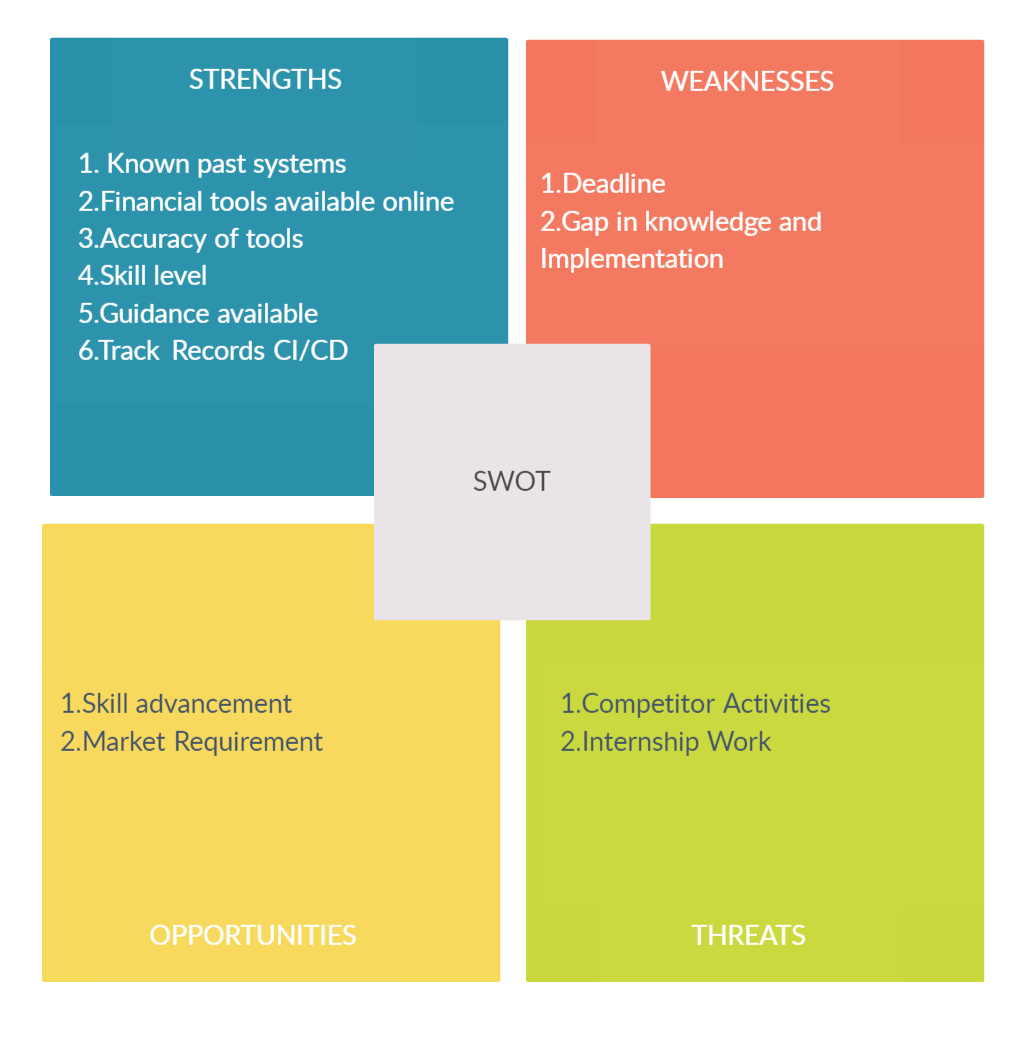 STRENGTHS
1. Known past systems
2.Financial tools available online
3.Accuracy of tools
4.Skill level
5.Guidance available
6.Track Records CI/CD
WEAKNESSES
1.Deadline
2.Gap in knowledge and
Implementation
SWOT
1.Skill advancement
2.Market Requirement
OPPORTUNITIES
1.Competitor Activities
2.Internship Work
THREATS